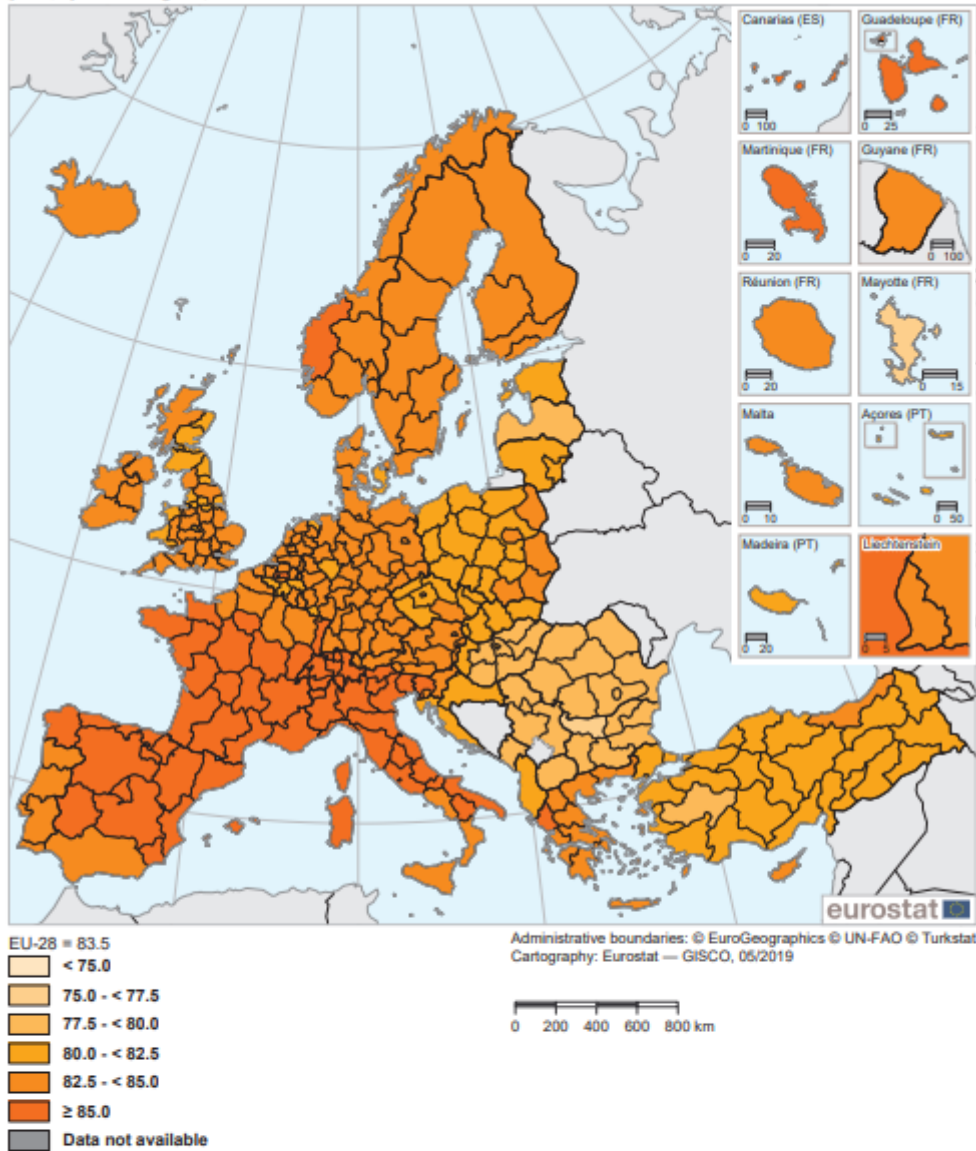 Canarias (ES)
0 100
Guadeloupe (FR)
0 25
Martinique (FR)
0 20
Guyane (FR)
0 100
Réunion (FR)
0 20
Mayotte (FR)
0 15
Malta
0 10
Açores (PT)
0 50
Madeira (PT)
0 20
Liechtenstein
0 5
eurostat
EU-28 = 83.5
< 75.0
75.0 - < 77.5
77.5 - < 80.0
80.0 - < 82.5
82.5 - < 85.0
≥ 85.0
Data not available
Administrative boundaries: © EuroGeographics © UN-FAO © Turkstat
Cartography: Eurostat — GISCO, 05/2019
0 200 400 600 800 km